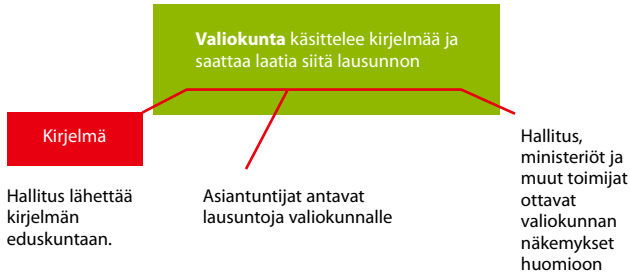 Valiokunta käsittelee kirjelmää ja
saattaa laatia siitä lausunnon
Kirjelmä
Hallitus lähettää
kirjelmän
eduskuntaan.
Asiantuntijat antavat
lausuntoja valiokunnalle
Hallitus,
ministeriöt ja
muut toimijat
ottavat
valiokunnan
näkemykset
huomioon